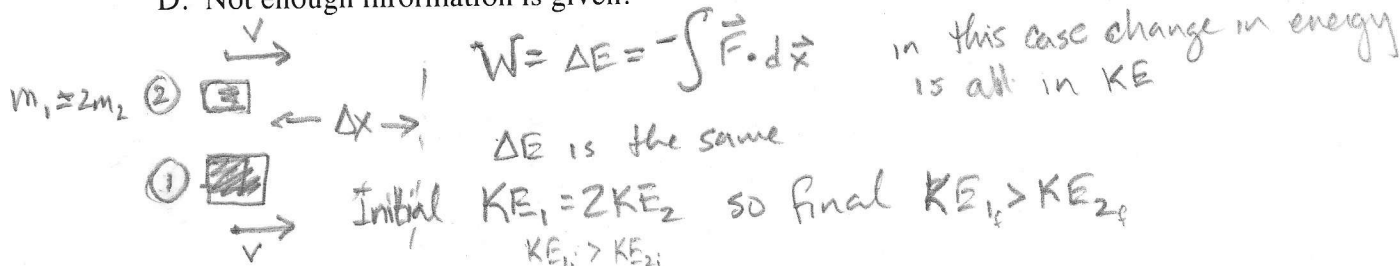 D. Not enough information is given.
V
W = ΔE = -∫ F⃗ · dx⃗
in this case change in energy
is all in KE
m₁ = 2m₂ ②
← Δx →
ΔE is the same
①
Initial KE₁ = 2KE₂ so final KE₁f > KE₂f
V
KE₁i > KE₂i